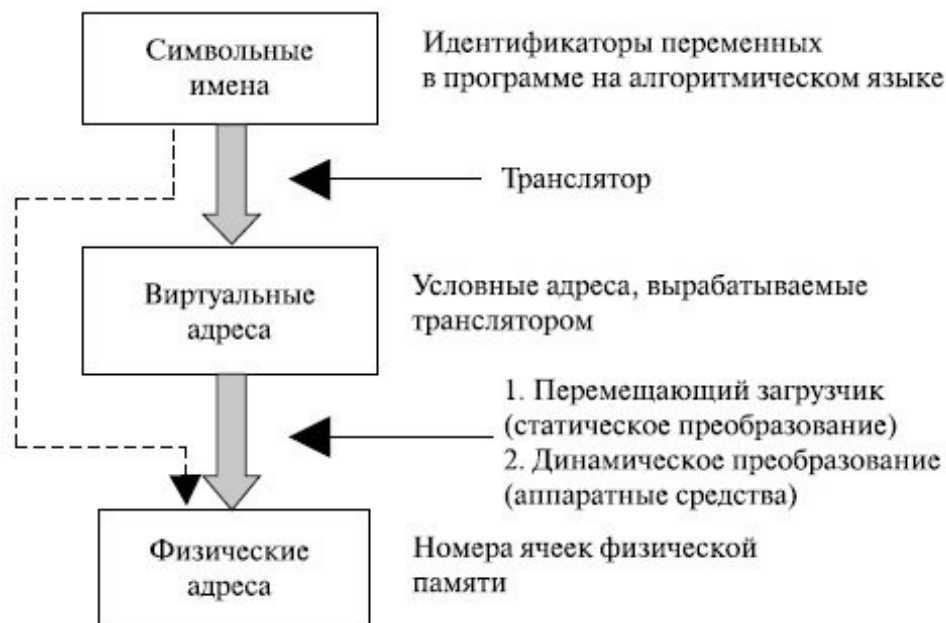 Символьные
имена
Идентификаторы переменных
в программе на алгоритмическом языке
Транслятор
Виртуальные
адреса
Условные адреса, вырабатываемые
транслятором
1. Перемещающий загрузчик
(статическое преобразование)
2. Динамическое преобразование
(аппаратные средства)
Физические
адреса
Номера ячеек физической
памяти